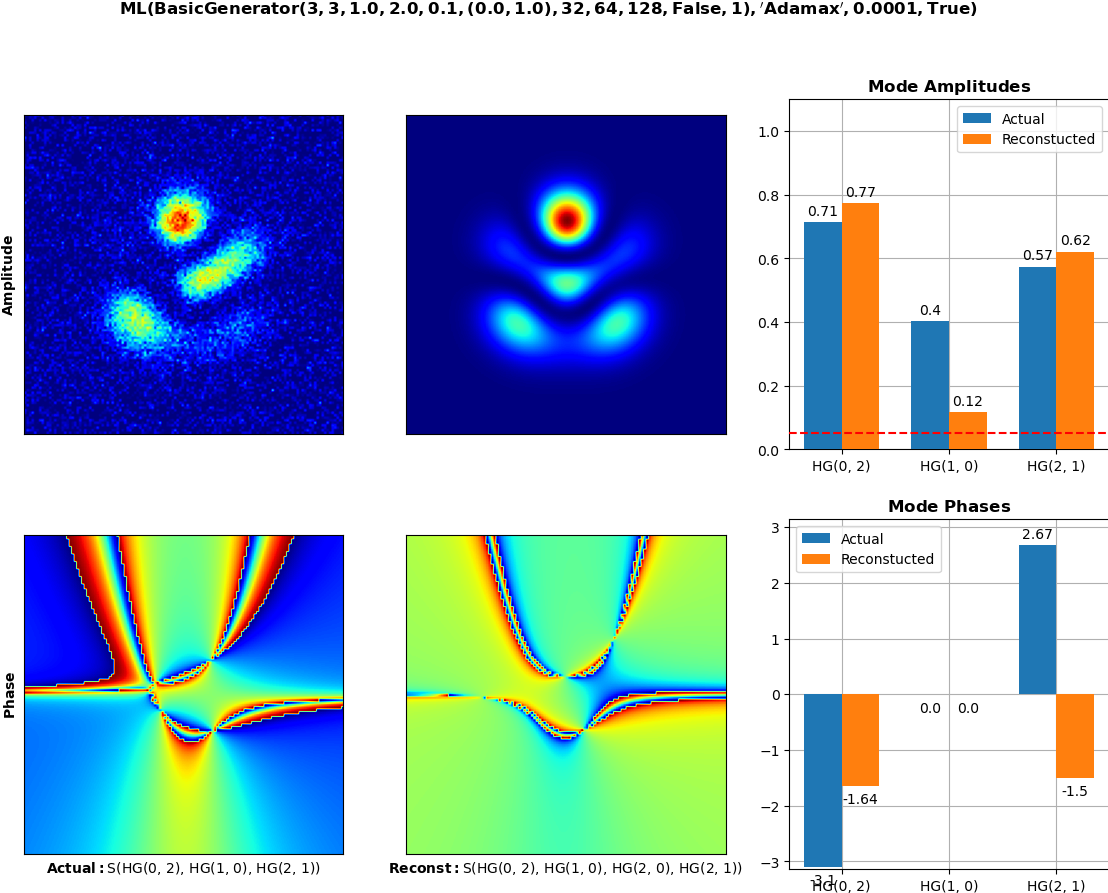 ML(BasicGenerator(3, 3, 1.0, 2.0, 0.1, (0.0, 1.0), 32, 64, 128, False, 1), 'Adamax', 0.0001, True)
Amplitude
Mode Amplitudes
Actual
Reconstucted
1.0
0.8
0.6
0.4
0.2
0.0
0.71
0.77
0.4
0.12
0.57
0.62
HG(0, 2)
HG(1, 0)
HG(2, 1)
Phase
Actual: S(HG(0, 2), HG(1, 0), HG(2, 1))
Reconst: S(HG(0, 2), HG(1, 0), HG(2, 0), HG(2, 1))
Mode Phases
Actual
Reconstucted
3
2
1
0
−1
−2
−3
-3.1
-1.64
0.0
0.0
2.67
-1.5
HG(0, 2)
HG(1, 0)
HG(2, 1)